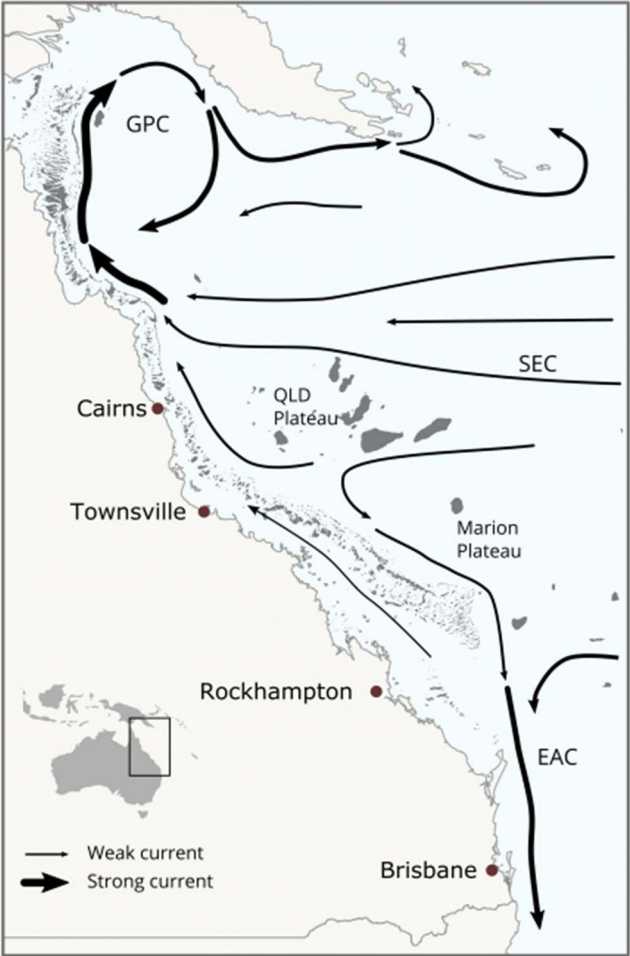 GPC
SEC
QLD
Plateau
Cairns
Townsville
Marion
Plateau
Rockhampton
EAC
Weak current
Strong current
Brisbane